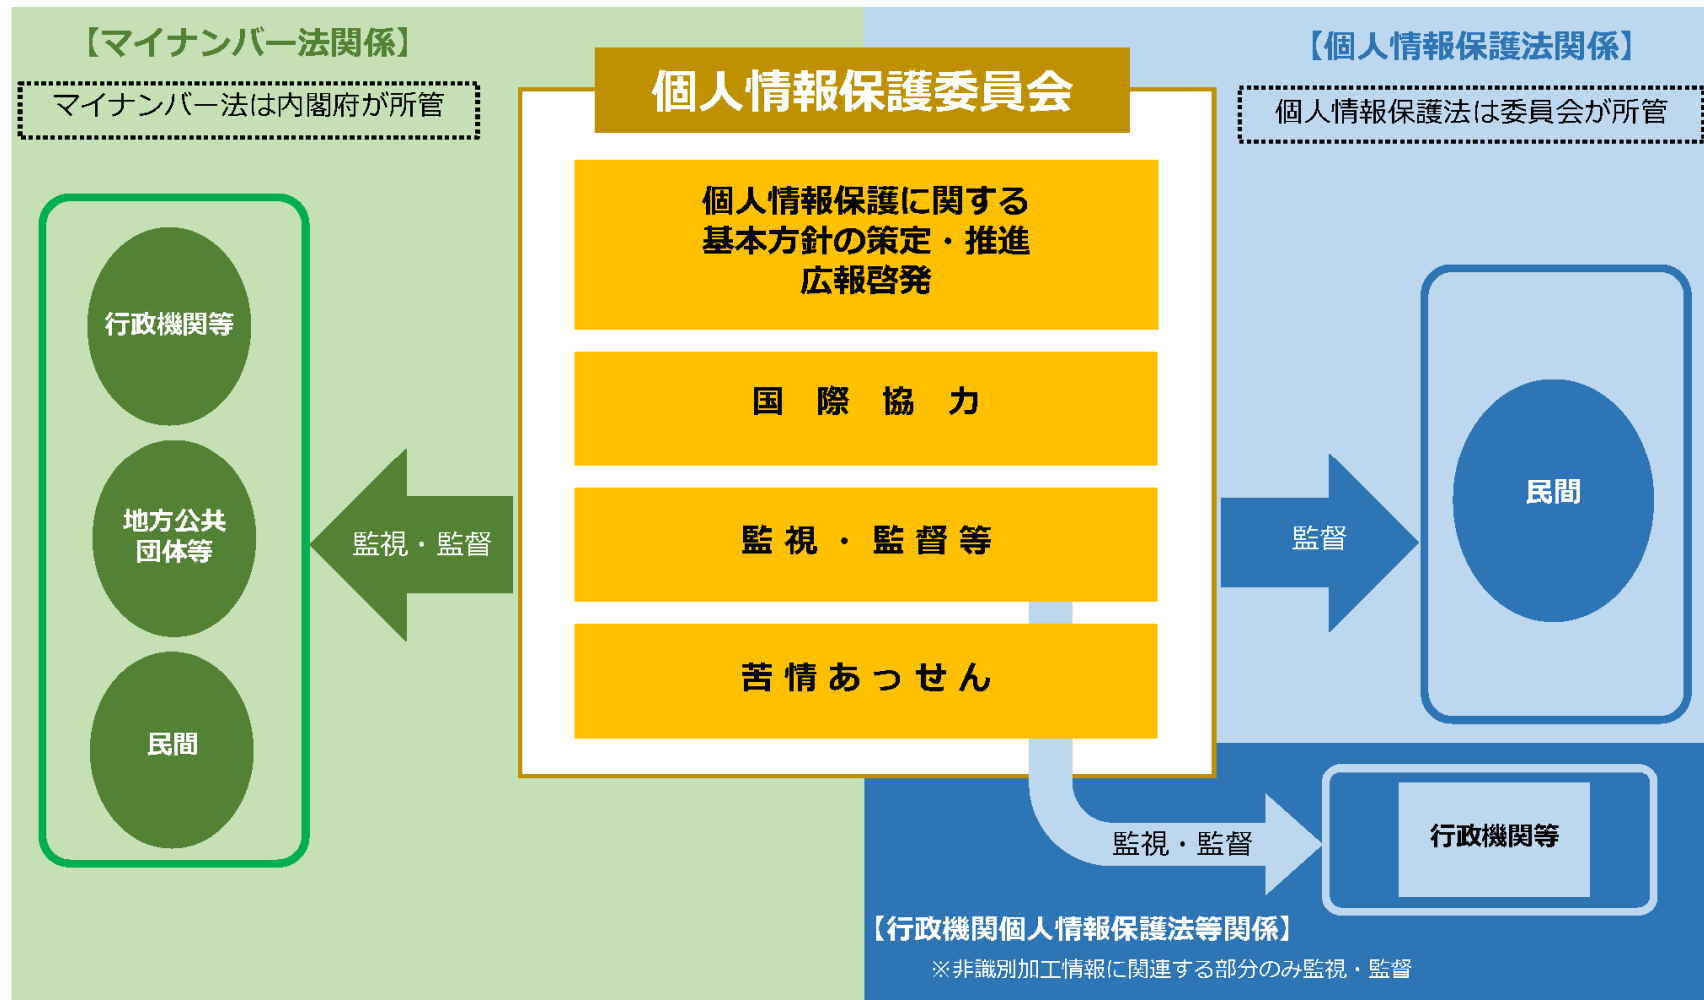 【マイナンバー法関係】
マイナンバー法は内閣府が所管
行政機関等
地方公共
団体等
民間
監視・監督
個人情報保護委員会
個人情報保護に関する
基本方針の策定・推進
広報啓発
国 際 協 力
監 視 ・ 監 督 等
苦 情 あ っ せ ん
【個人情報保護法関係】
個人情報保護法は委員会が所管
監督
民間
監視・監督
行政機関等
【行政機関個人情報保護法等関係】
※非識別加工情報に関連する部分のみ監視・監督